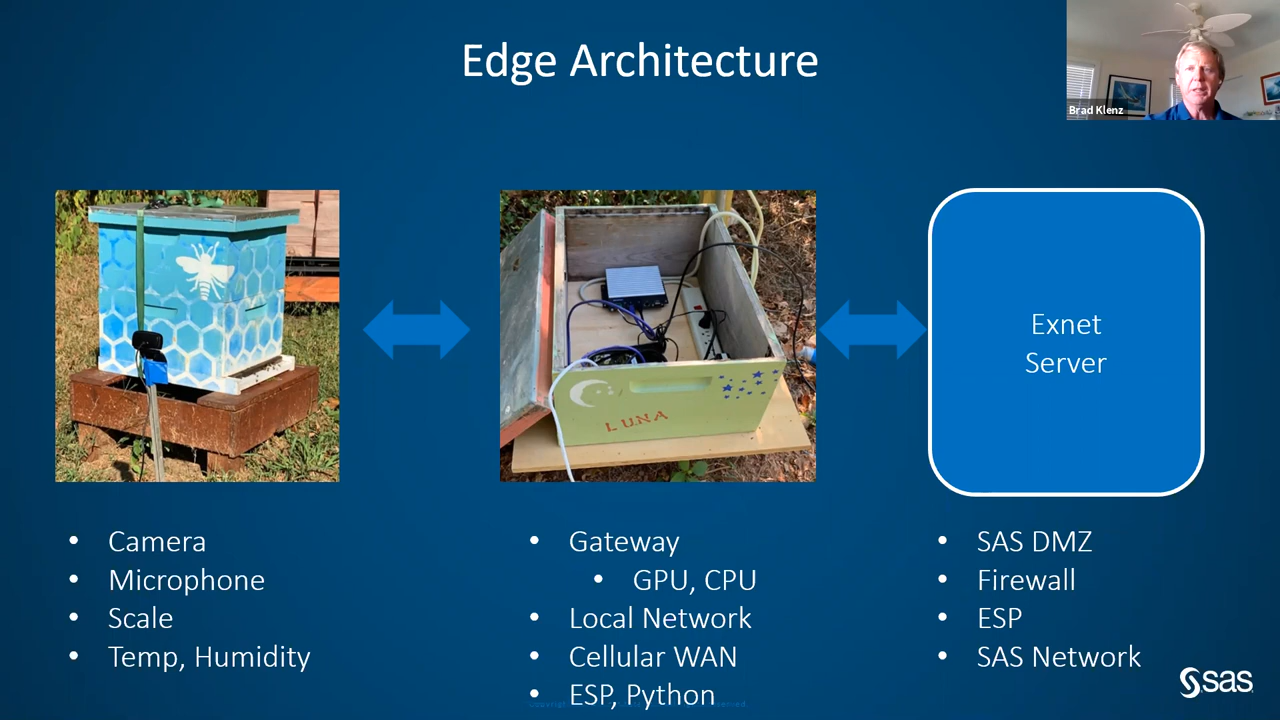 Edge Architecture
Brad Klenz
LUNA
Exnet
Server
• Camera
• Microphone
• Scale
• Temp, Humidity
• Gateway
• GPU, CPU
• Local Network
• Cellular WAN
• ESP, Python
• SAS DMZ
• Firewall
• ESP
• SAS Network
sas